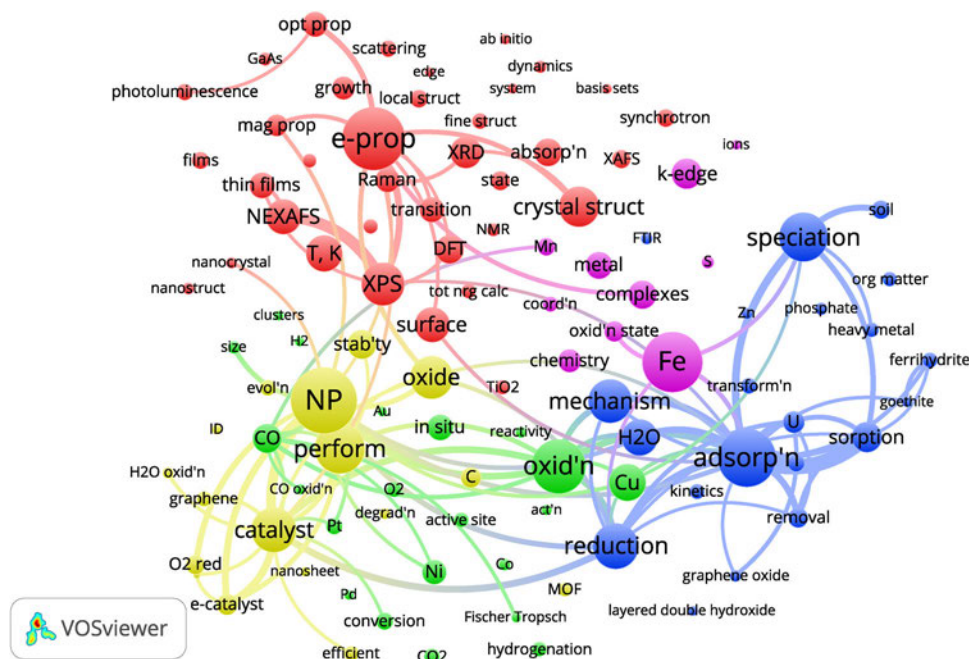 opt prop
scattering
ab initio
GaAs
edge
dynamics
photoluminescence
growth
local struct
system
basis sets
mag prop
e-prop
fine struct
synchrotron
films
XRD
absorp'n
XAFS
ions
thin films
Raman
state
k-edge
NEXAFS
transition
crystal struct
soil
T, K
DFT
NMR
Mn
FTIR
speciation
nanocrystal
XPS
metal
S
org matter
nanostruct
tot nrg calc
complexes
clusters
surface
coord'n
Zn
phosphate
H2
stab'ty
oxid'n state
heavy metal
size
chemistry
Fe
ferrihydrite
evol'n
NP
oxide
TiO2
transform'n
goethite
Au
mechanism
ID
CO
in situ
reactivity
H2O
U
sorption
perform
adsorp'n
H2O oxid'n
C
oxid'n
Cu
graphene
CO oxid'n
O2
kinetics
catalyst
Pt
degrad'n
active site
act'n
removal
reduction
O2 red
nanosheet
Ni
Co
graphene oxide
e-catalyst
Pd
MOF
conversion
Fischer Tropsch
layered double hydroxide
efficient
CO2
hydrogenation
VOSviewer